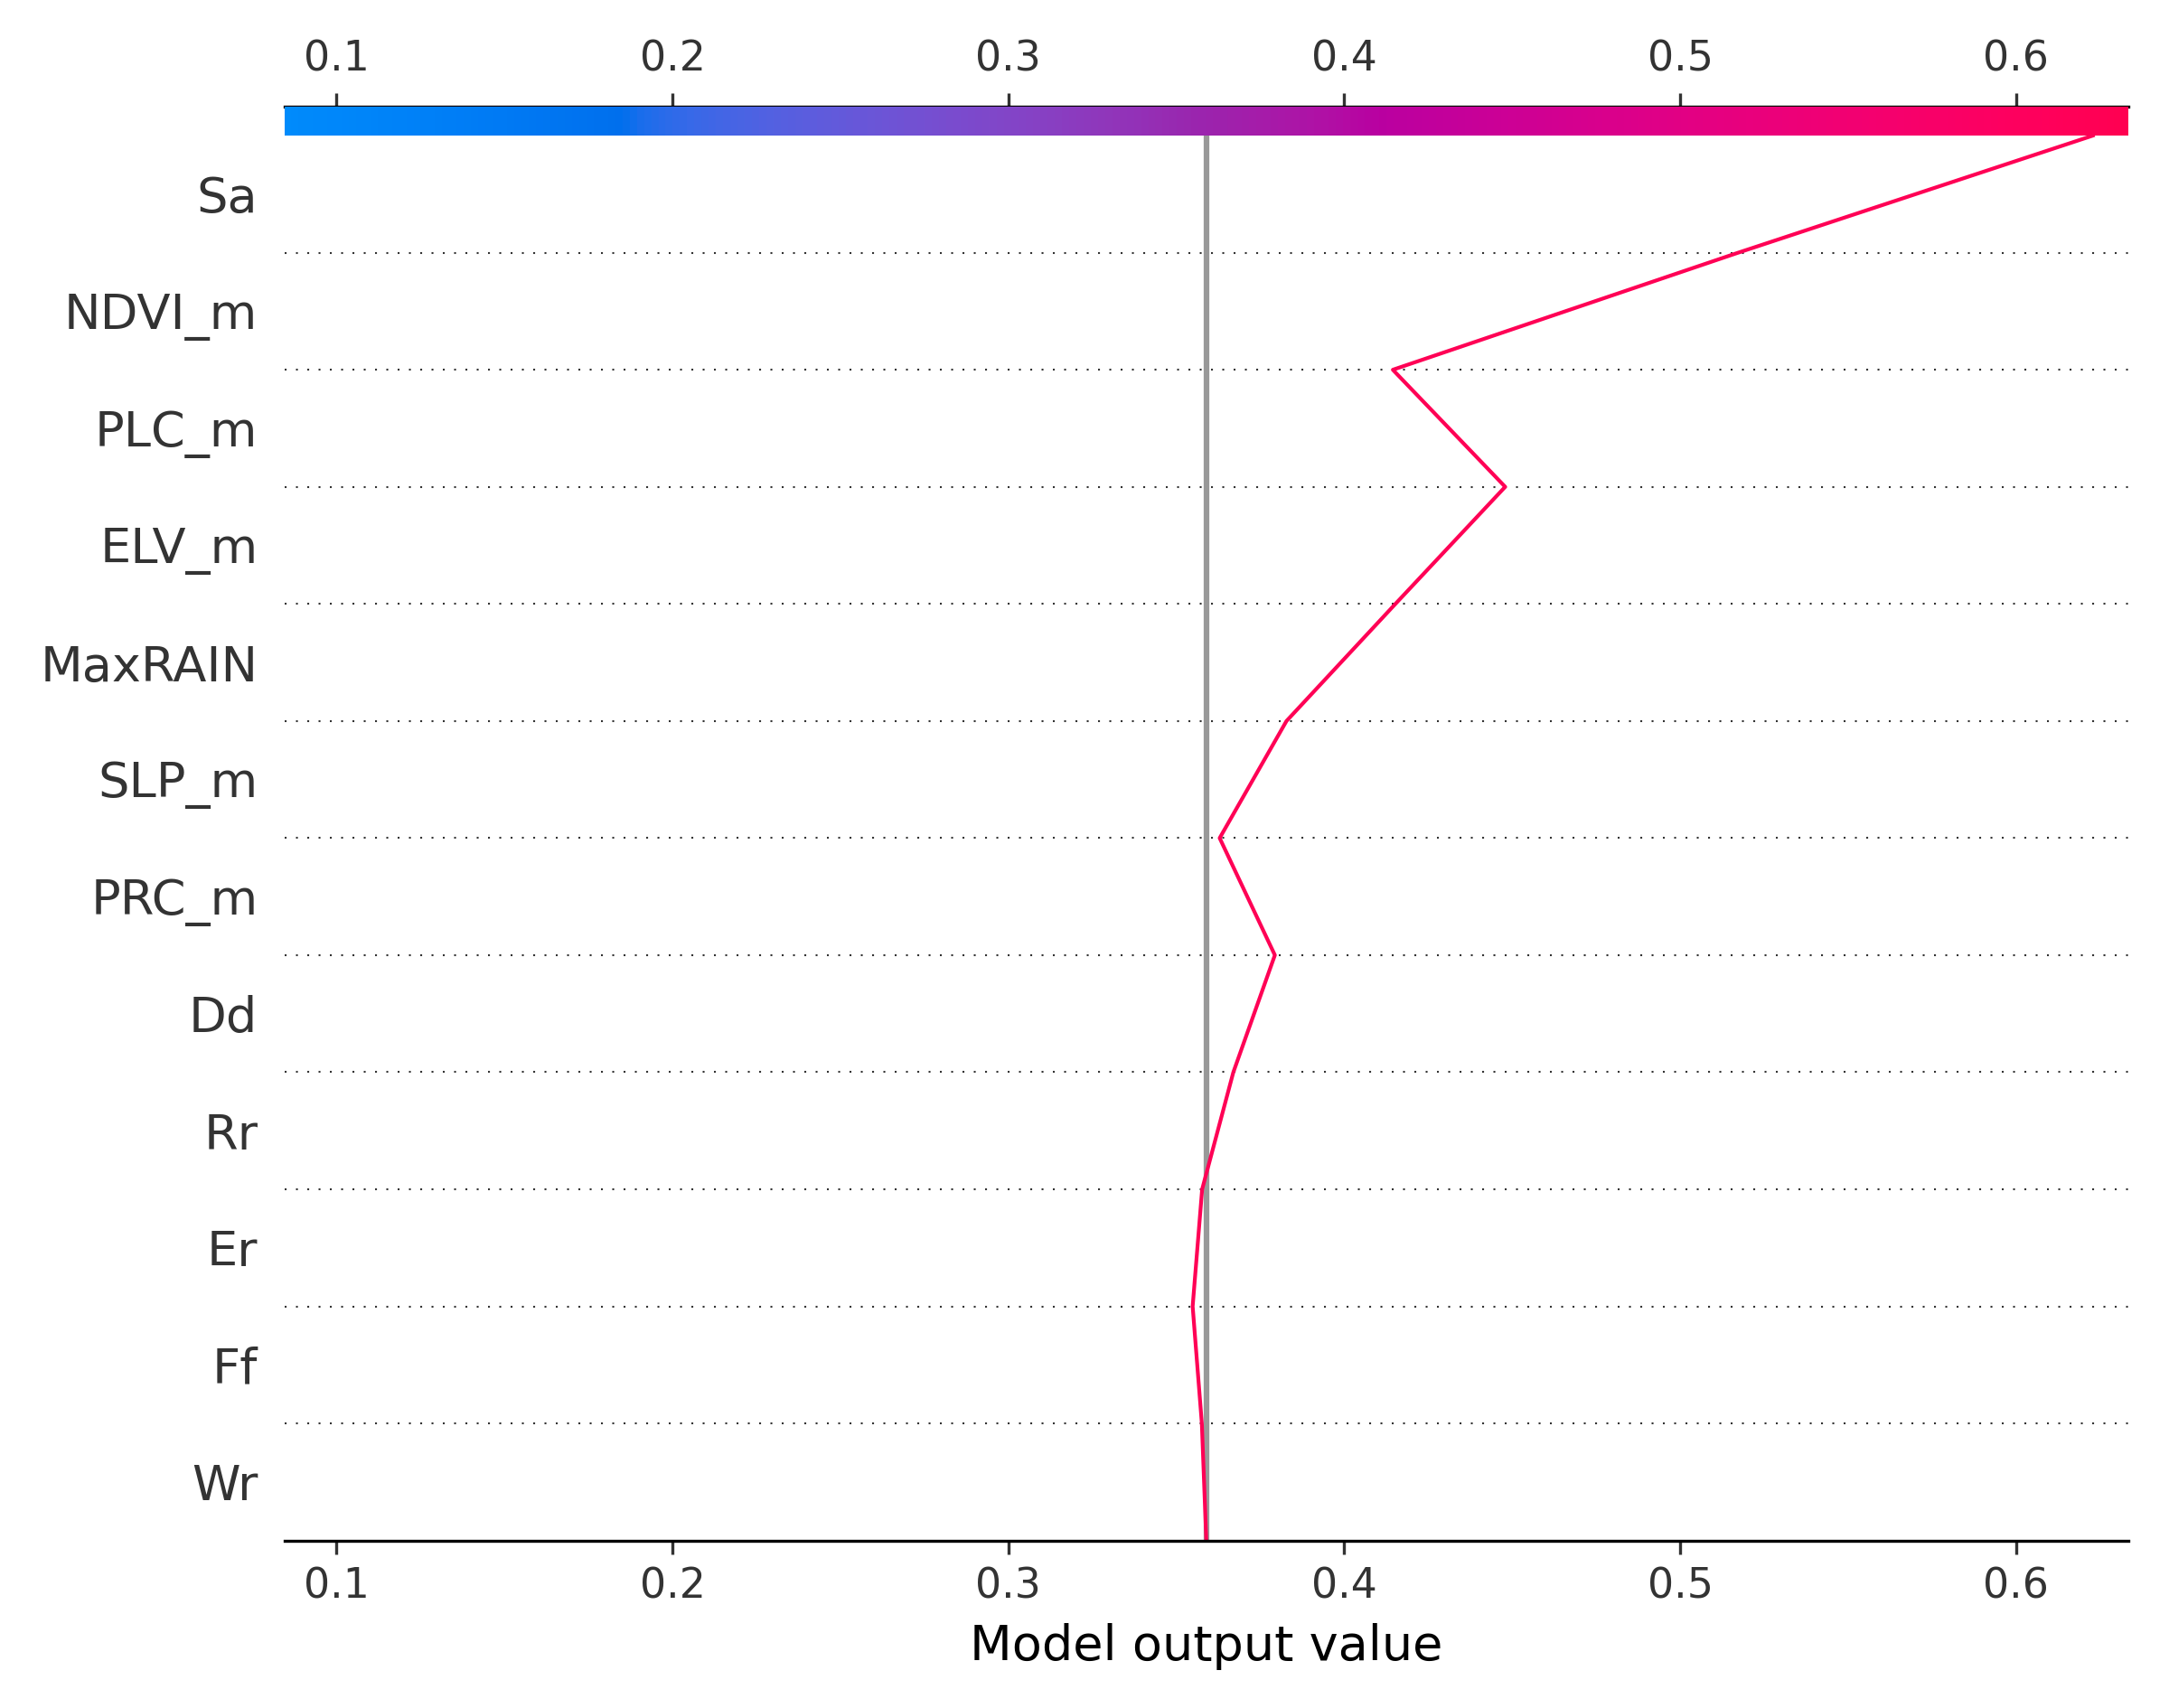 0.1 0.2 0.3 0.4 0.5 0.6
Sa
NDVI_m
PLC_m
ELV_m
MaxRAIN
SLP_m
PRC_m
Dd
Rr
Er
Ff
Wr
0.1 0.2 0.3 0.4 0.5 0.6
Model output value